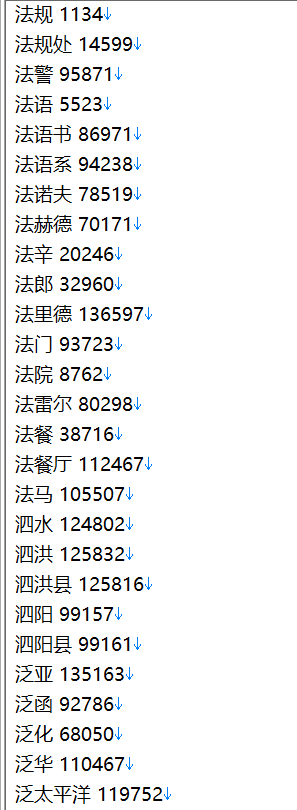 法规 1134↓
法规处 14599↓
法警 95871↓
法语 5523↓
法语书 86971↓
法语系 94238↓
法诺夫 78519↓
法赫德 70171↓
法辛 20246↓
法郎 32960↓
法里德 136597↓
法门 93723↓
法院 8762↓
法雷尔 80298↓
法餐 38716↓
法餐厅 112467↓
法马 105507↓
泗水 124802↓
泗洪 125832↓
泗洪县 125816↓
泗阳 99157↓
泗阳县 99161↓
泛亚 135163↓
泛函 92786↓
泛化 68050↓
泛华 110467↓
泛太平洋 119752↓